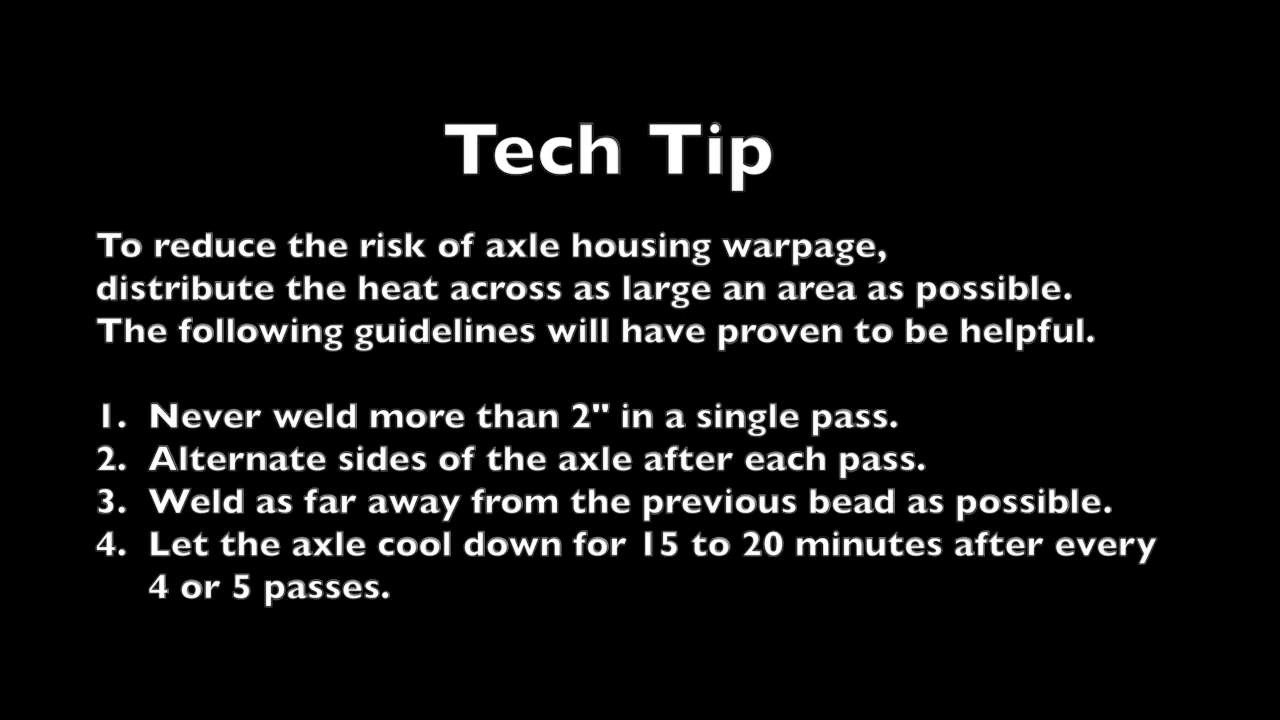 Tech Tip
To reduce the risk of axle housing warpage,
distribute the heat across as large an area as possible.
The following guidelines will have proven to be helpful.
1. Never weld more than 2" in a single pass.
2. Alternate sides of the axle after each pass.
3. Weld as far away from the previous bead as possible.
4. Let the axle cool down for 15 to 20 minutes after every
4 or 5 passes.